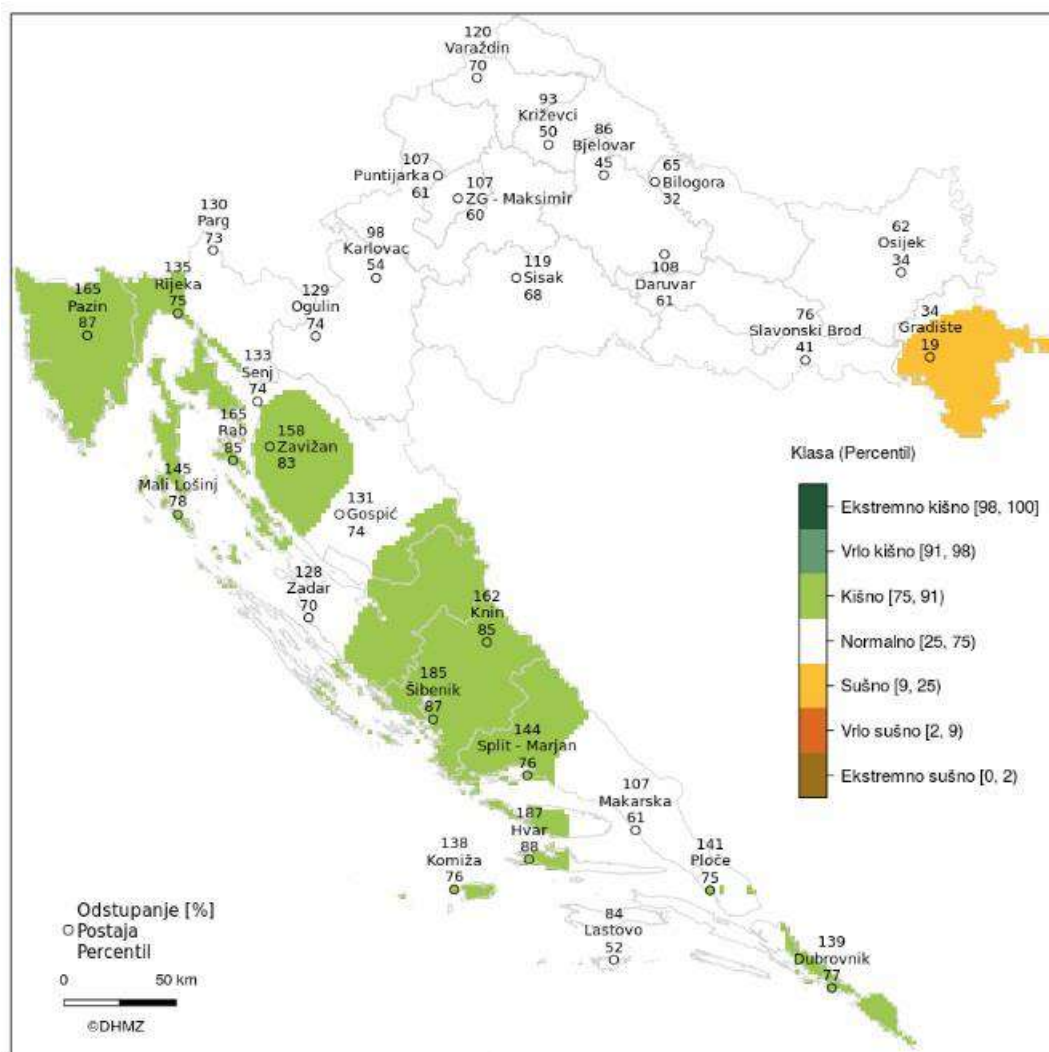 120
Varaždin
70
93
Križevci
50
86
Bjelovar
45
107
Puntijarka
61
107
ZG - Maksimir
60
65
Bilogora
32
130
Parg
73
98
Karlovac
54
62
Osijek
34
135
Rijeka
75
119
Sisak
68
108
Daruvar
61
165
Pazin
87
129
Ogulin
74
76
Slavonski Brod
41
34
Gradište
19
133
Senj
74
165
Rab
85
158
Zavižan
83
145
Mali Lošinj
78
131
Gospić
74
128
Zadar
70
162
Knin
85
185
Šibenik
87
144
Split - Marjan
76
107
Makarska
61
187
Hvar
88
138
Komiža
76
141
Ploče
75
84
Lastovo
52
139
Dubrovnik
77
Klasa (Percentil)
Ekstremno kišno [98, 100]
Vrlo kišno [91, 98)
Kišno [75, 91)
Normalno [25, 75)
Sušno [9, 25)
Vrlo sušno [2, 9)
Ekstremno sušno [0, 2)
Odstupanje [%]
Postaja
Percentil
0 50 km
©DHMZ